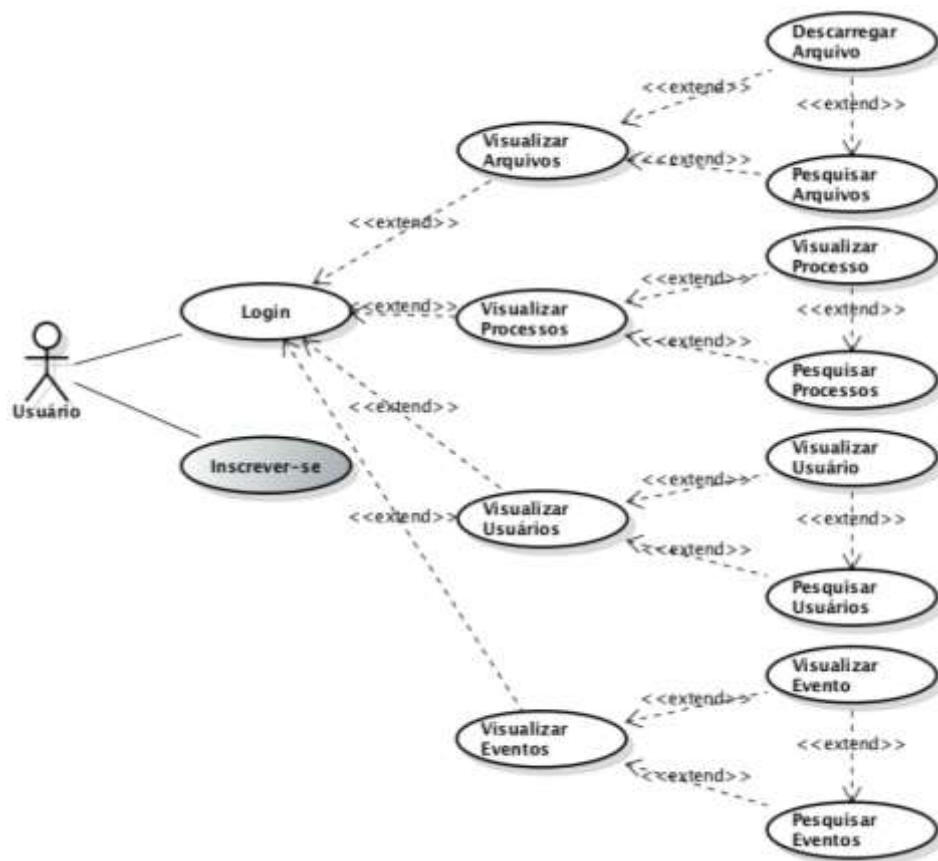 Descarregar
Arquivo
<<extend>>
<<extend>>
Visualizar
Arquivos
<<extend>>
Pesquisar
Arquivos
<<extend>>
Visualizar
Processo
<<extend>>
Login
<<extend>>
Visualizar
Processos
<<extend>>
<<extend>>
Pesquisar
Processos
Usuário
<<extend>>
Inscrever-se
Visualizar
Usuário
<<extend>>
<<extend>>
Visualizar
Usuários
<<extend>>
<<extend>>
Pesquisar
Usuários
Visualizar
Evento
<<extend>>
Visualizar
Eventos
<<extend>>
<<extend>>
Pesquisar
Eventos